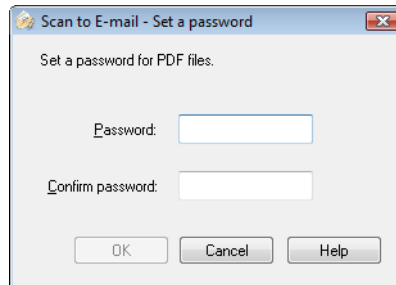 Scan to E-mail - Set a password
Set a password for PDF files.
Password:
Confirm password:
OK Cancel Help